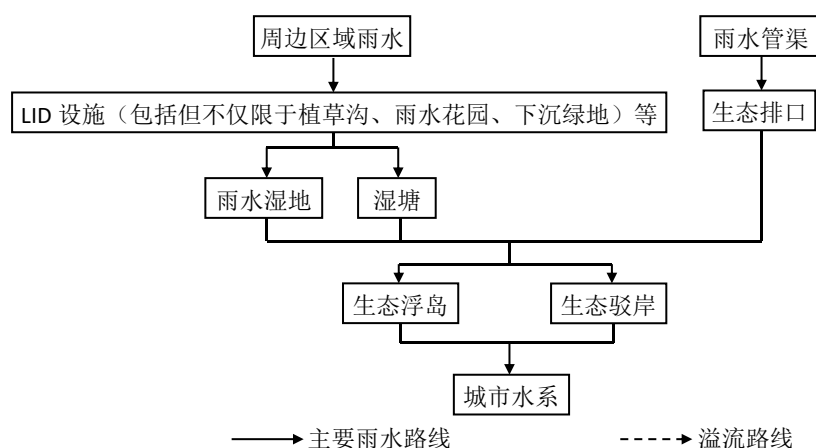 周边区域雨水
雨水管渠
LID 设施（包括但不仅限于植草沟、雨水花园、下沉绿地）等
生态排口
雨水湿地
湿塘
生态浮岛
生态驳岸
城市水系
主要雨水路线
溢流路线